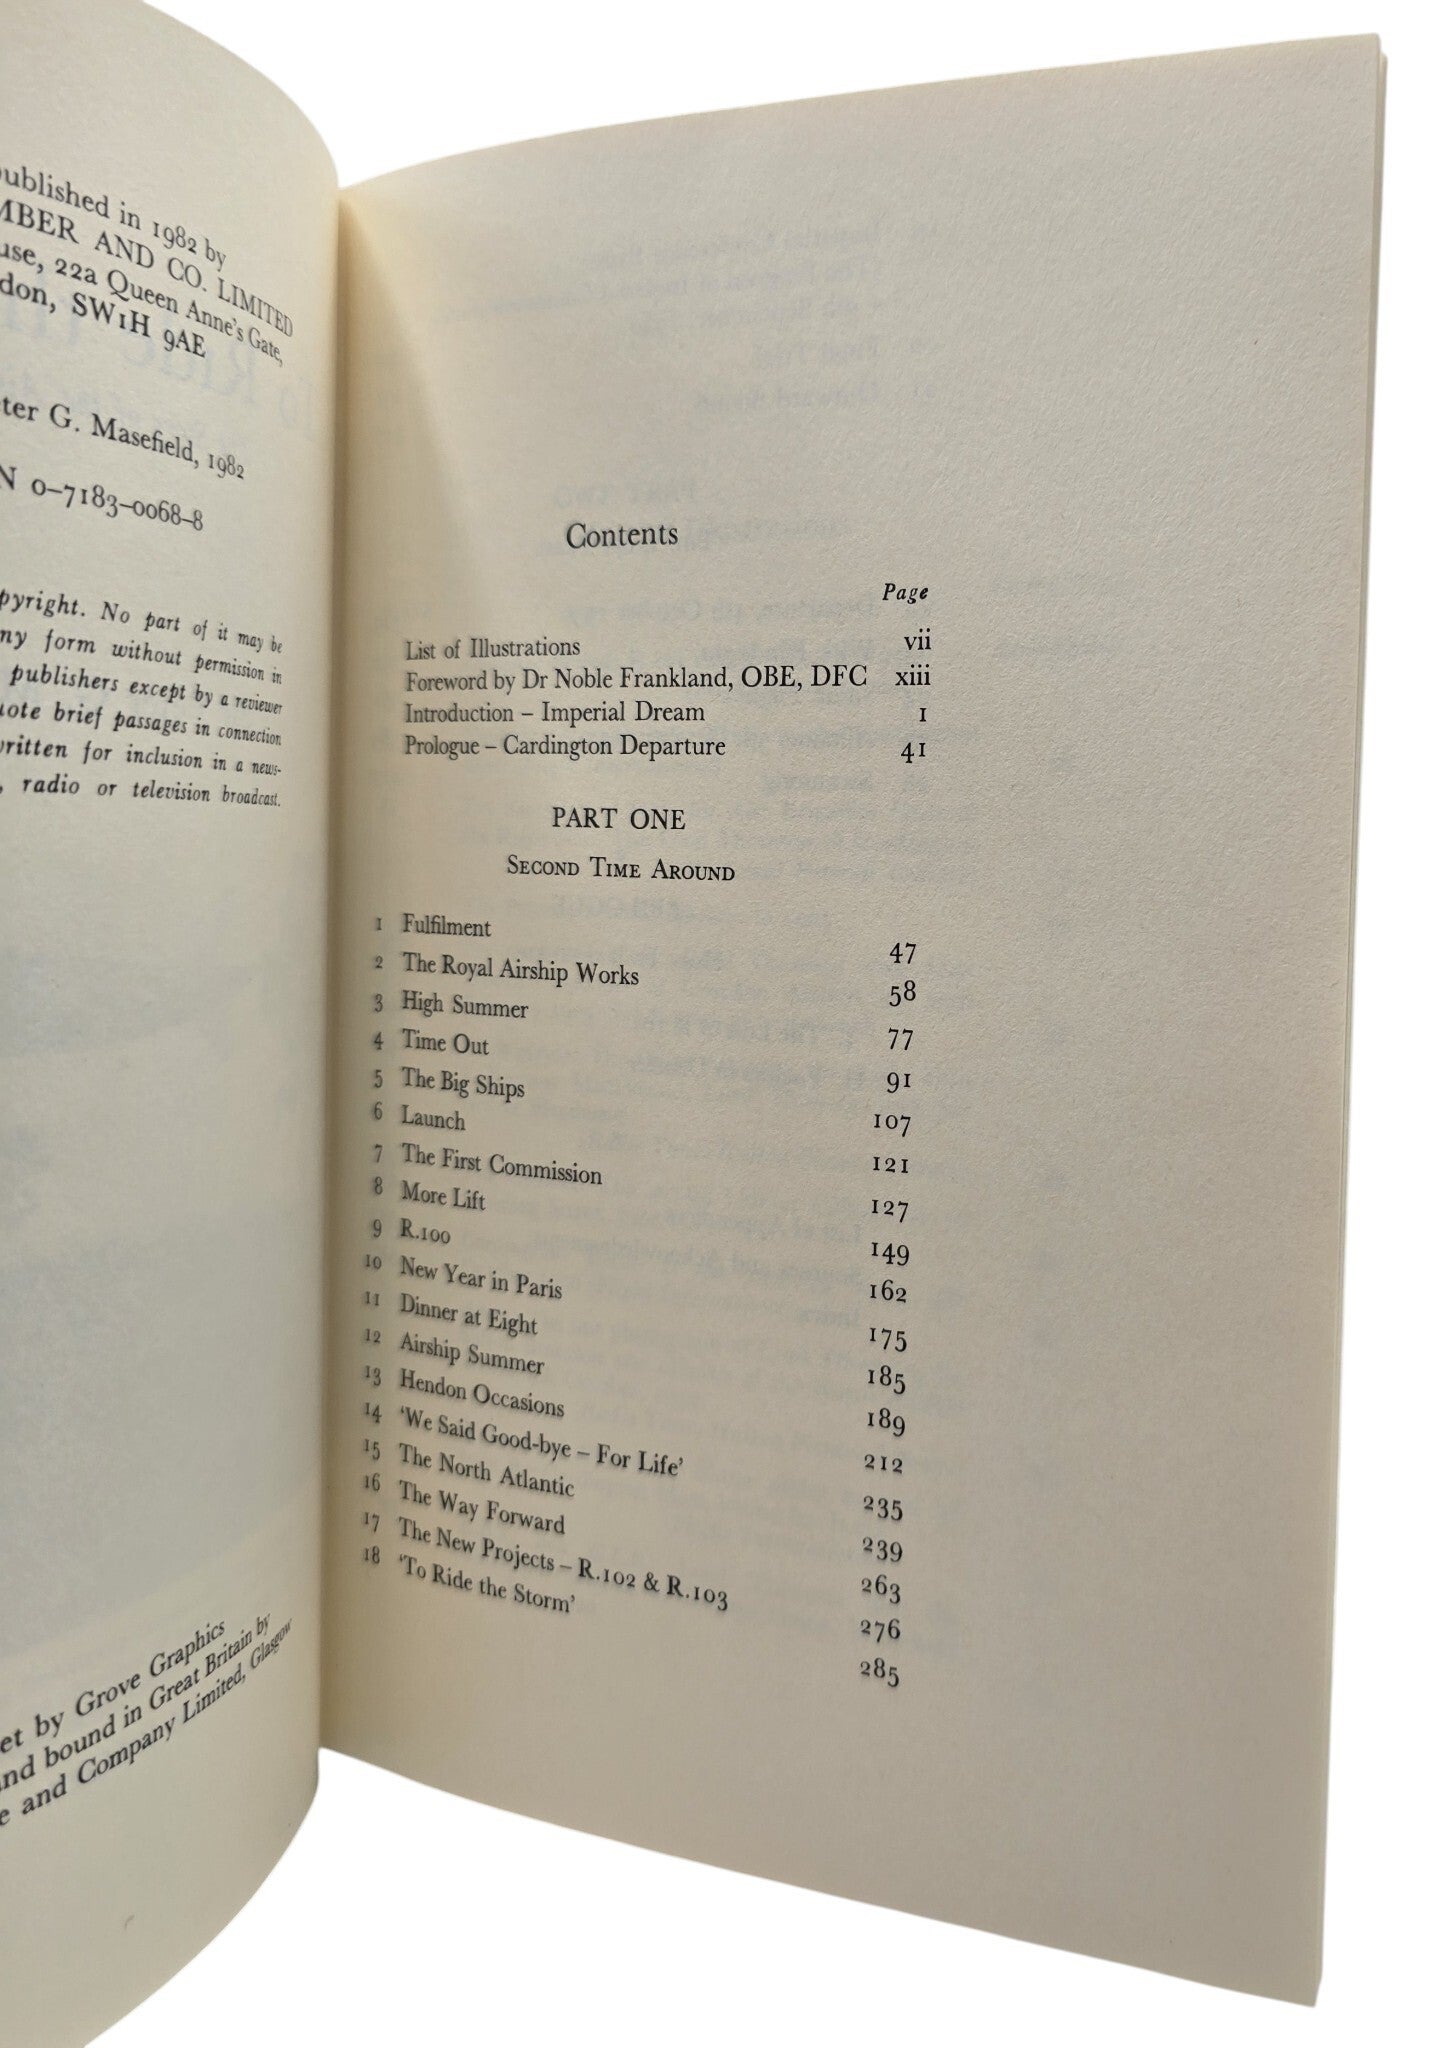 published in 1982 by
MBER AND CO. LIMITED
use, 22a Queen Anne's Gate,
don, SW1H 9AE
ter G. Masefield, 1982
N 0–7183–0068–8
pyright. No part of it may be
ny form without permission in
publishers except by a reviewer
uote brief passages in connection
written for inclusion in a news-
, radio or television broadcast.
et by Grove Graphics
and bound in Great Britain by
e and Company Limited, Glasgow
Contents
Page
List of Illustrations vii
Foreword by Dr Noble Frankland, OBE, DFC xiii
Introduction – Imperial Dream 1
Prologue – Cardington Departure 41
PART ONE
SECOND TIME AROUND
1 Fulfilment 47
2 The Royal Airship Works 58
3 High Summer 77
4 Time Out 91
5 The Big Ships 107
6 Launch 121
7 The First Commission 127
8 More Lift 149
9 R.100 162
10 New Year in Paris 175
11 Dinner at Eight 185
12 Airship Summer 189
13 Hendon Occasions 212
14 'We Said Good-bye – For Life' 235
15 The North Atlantic 239
16 The Way Forward 263
17 The New Projects – R.102 & R.103 276
18 'To Ride the Storm' 285